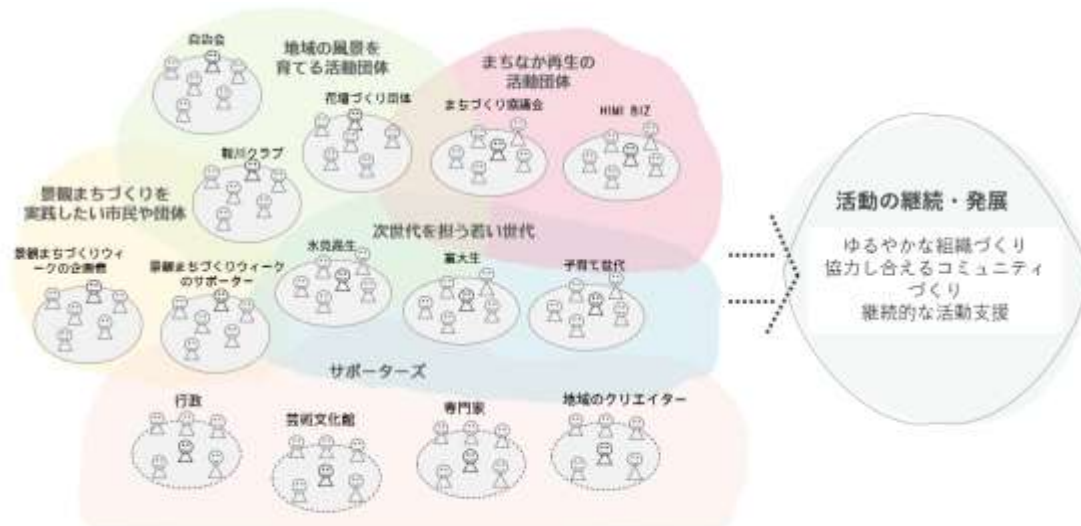 自治会
地域の風景を
育てる活動団体
まちなか再生の
活動団体
花壇づくり団体
まちづくり協議会
HIMI BIZ
鞍川クラブ
景観まちづくりを
実践したい市民や団体
次世代を担う若い世代
景観まちづくりウィ
ークの企画者
景観まちづくりウィーク
のサポーター
氷見高生
富大生
子育て世代
サポーターズ
行政
芸術文化館
専門家
地域のクリエイター
活動の継続・発展
ゆるやかな組織づくり
協力し合えるコミュニティ
づくり
継続的な活動支援